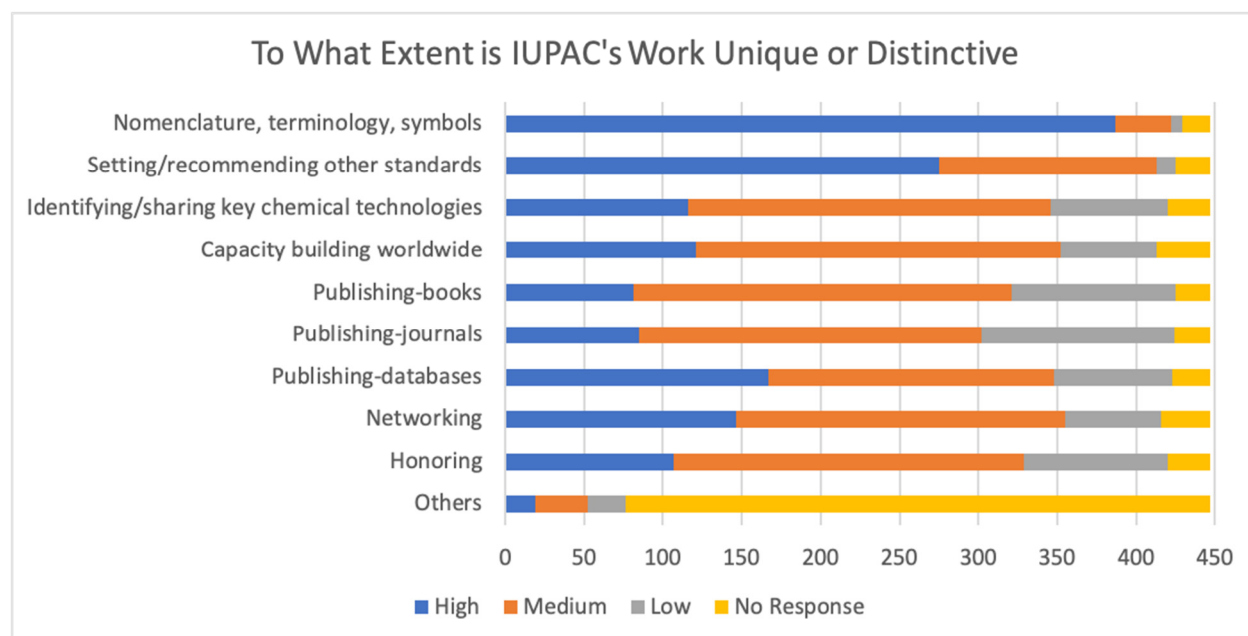 To What Extent is IUPAC's Work Unique or Distinctive
Nomenclature, terminology, symbols
Setting/recommending other standards
Identifying/sharing key chemical technologies
Capacity building worldwide
Publishing-books
Publishing-journals
Publishing-databases
Networking
Honoring
Others
0 50 100 150 200 250 300 350 400 450
High Medium Low No Response